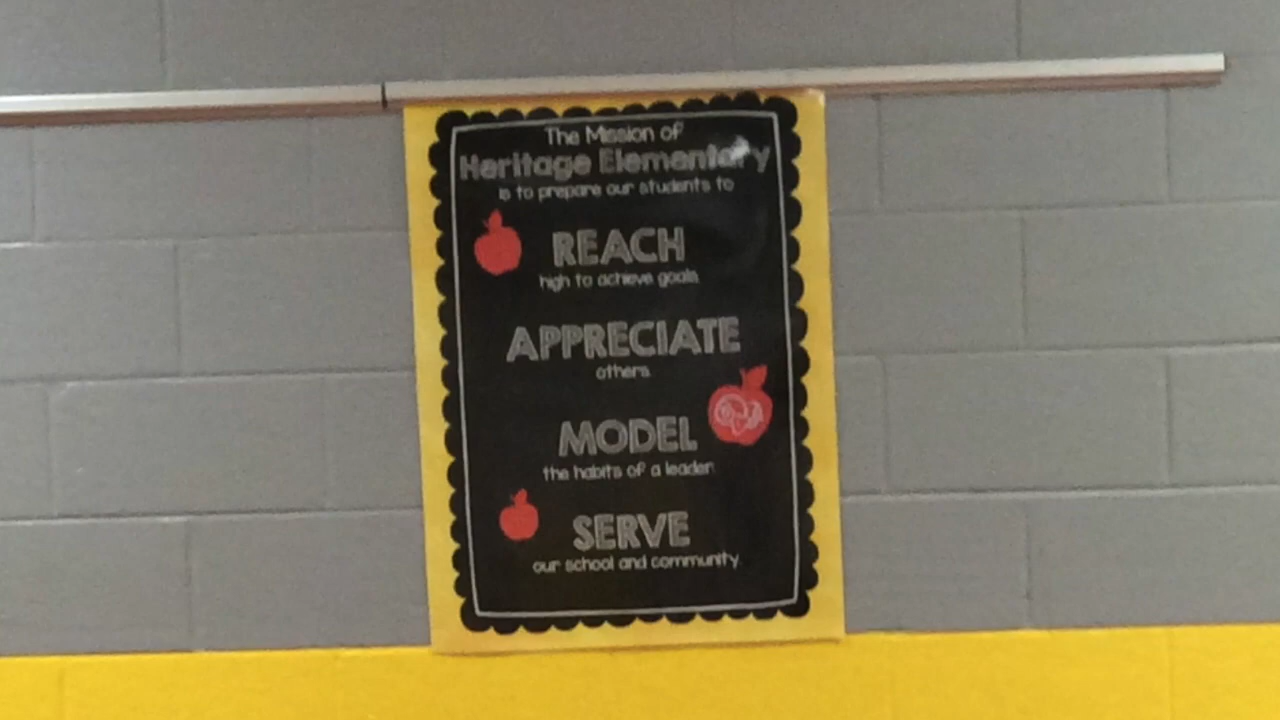 The Mission of
Heritage Elementary
is to prepare our students to
REACH
high to achieve goals.
APPRECIATE
others.
MODEL
the habits of a leader.
SERVE
our school and community.